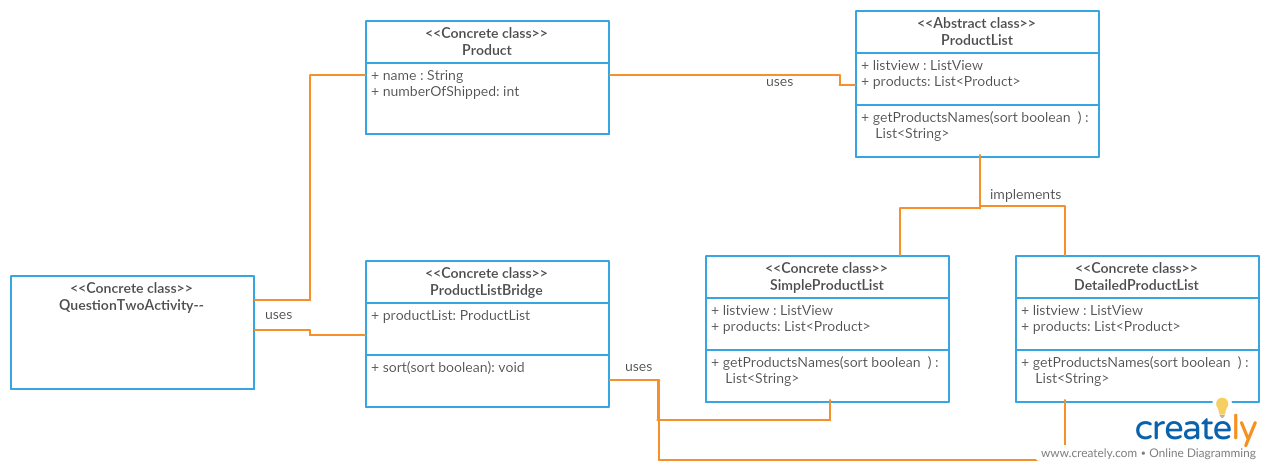 <<Concrete class>>
Product
+ name : String
+ numberOfShipped: int
<<Abstract class>>
ProductList
+ listview : ListView
+ products: List<Product>
+ getProductsNames(sort boolean  ) :
List<String>
uses
implements
<<Concrete class>>
QuestionTwoActivity--
uses
<<Concrete class>>
ProductListBridge
+ productList: ProductList
+ sort(sort boolean): void
uses
<<Concrete class>>
SimpleProductList
+ listview : ListView
+ products: List<Product>
+ getProductsNames(sort boolean  ) :
List<String>
<<Concrete class>>
DetailedProductList
+ listview : ListView
+ products: List<Product>
+ getProductsNames(sort boolean  ) :
List<String>
creately
www.creately.com • Online Diagramming